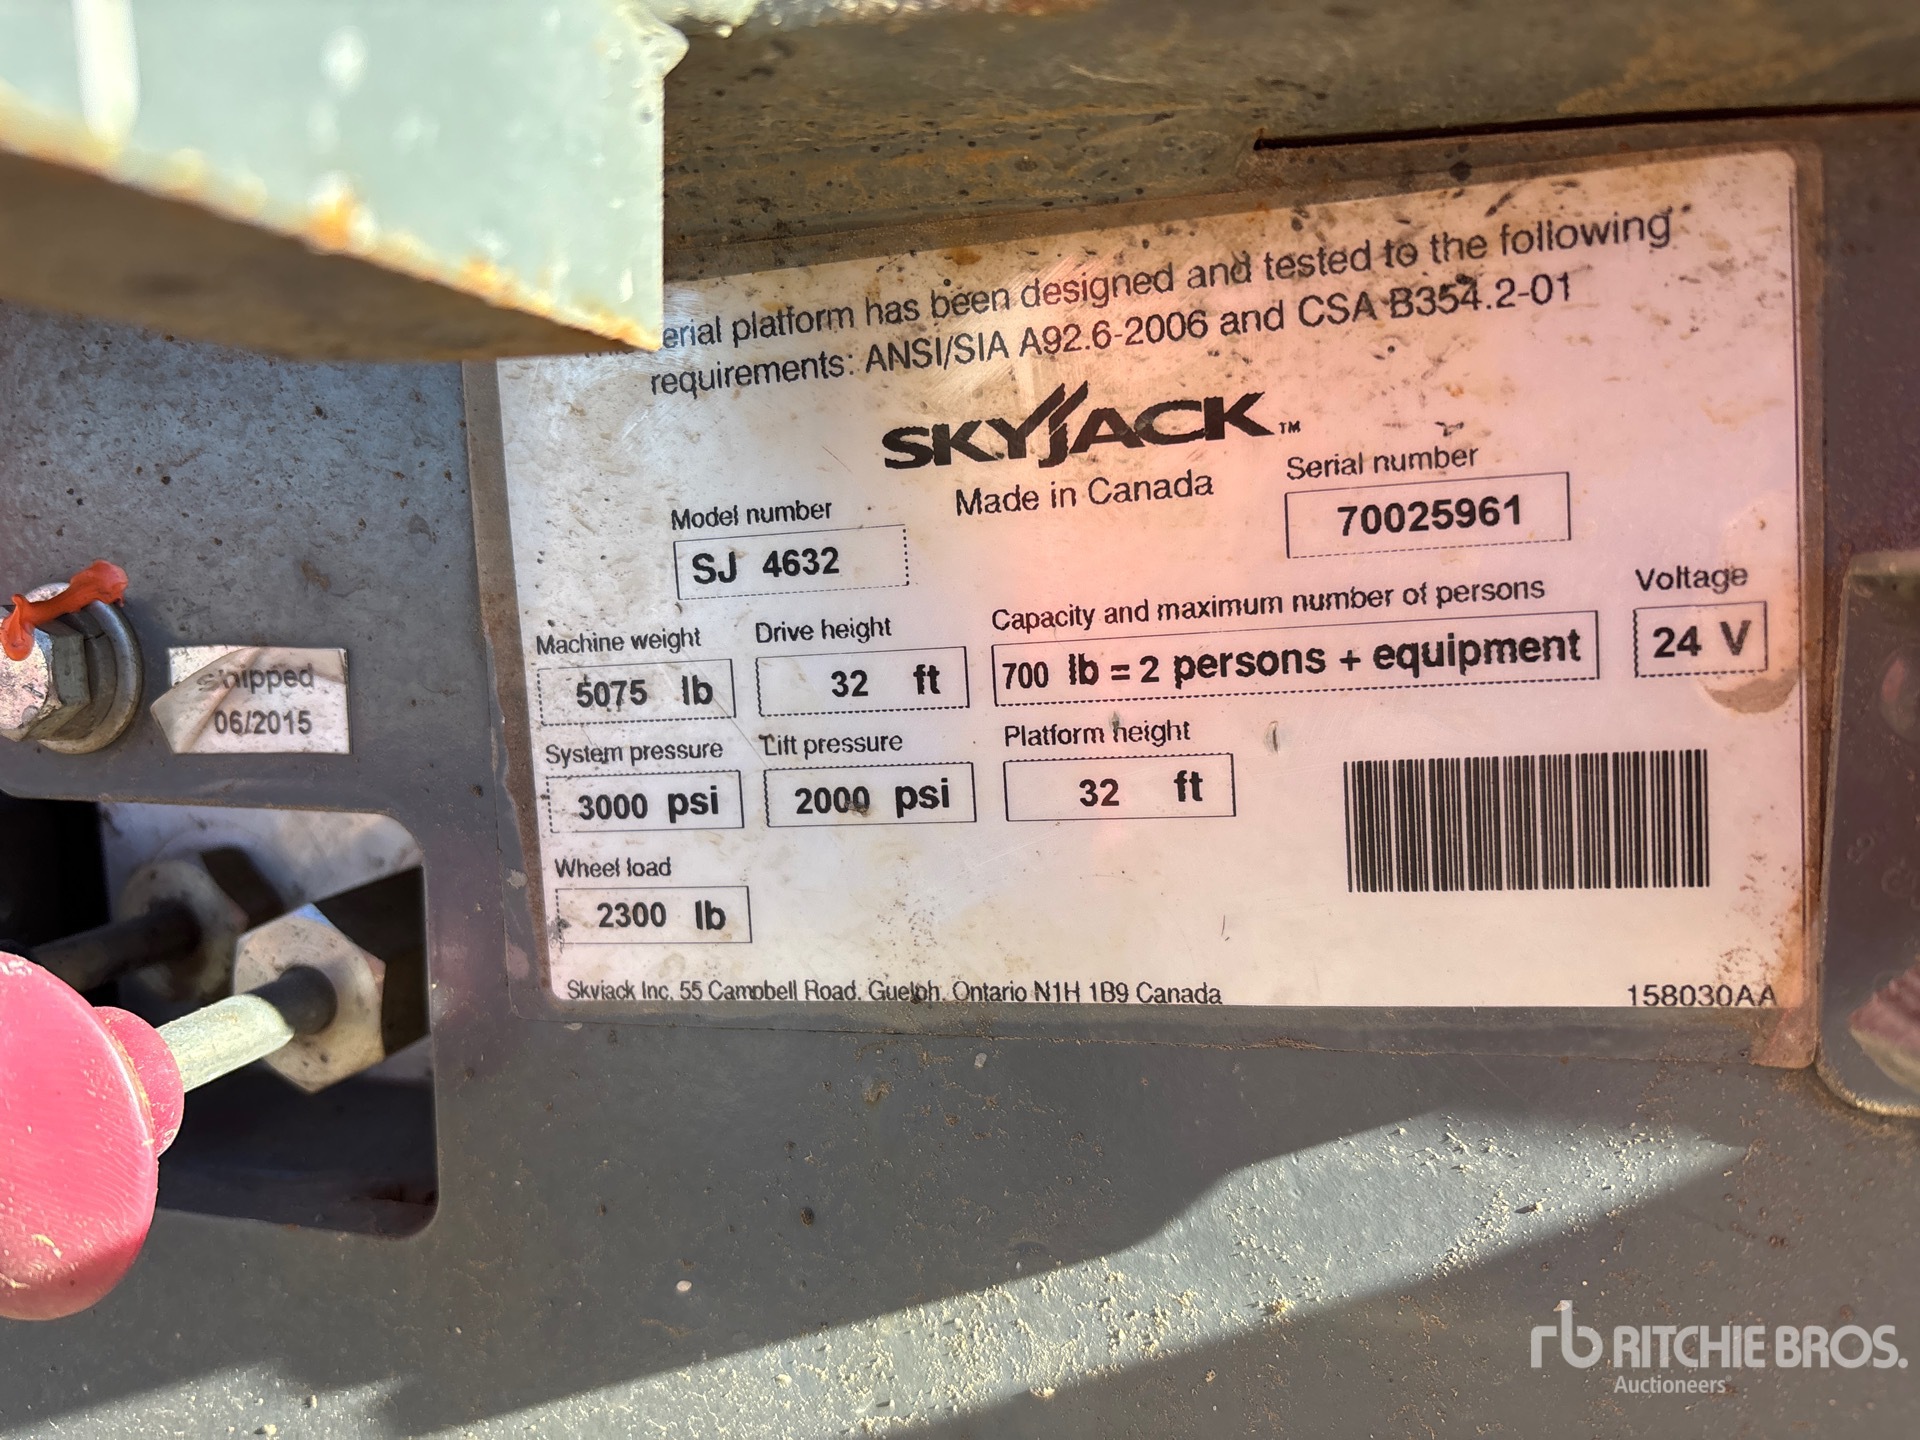 erial platform has been designed and tested to the following
requirements: ANSI/SIA A92.6-2006 and CSA B354.2-01
SKYJACK™
Made in Canada
Serial number
70025961
Model number
SJ 4632
Machine weight
5075 lb
Drive height
32 ft
Capacity and maximum number of persons
700 lb = 2 persons + equipment
Voltage
24 V
System pressure
3000 psi
Lift pressure
2000 psi
Platform height
32 ft
Wheel load
2300 lb
Skyjack Inc, 55 Campbell Road, Guelph, Ontario N1H 1B9 Canada
158030AA
Shipped
06/2015
rb RITCHIE BROS.
Auctioneers